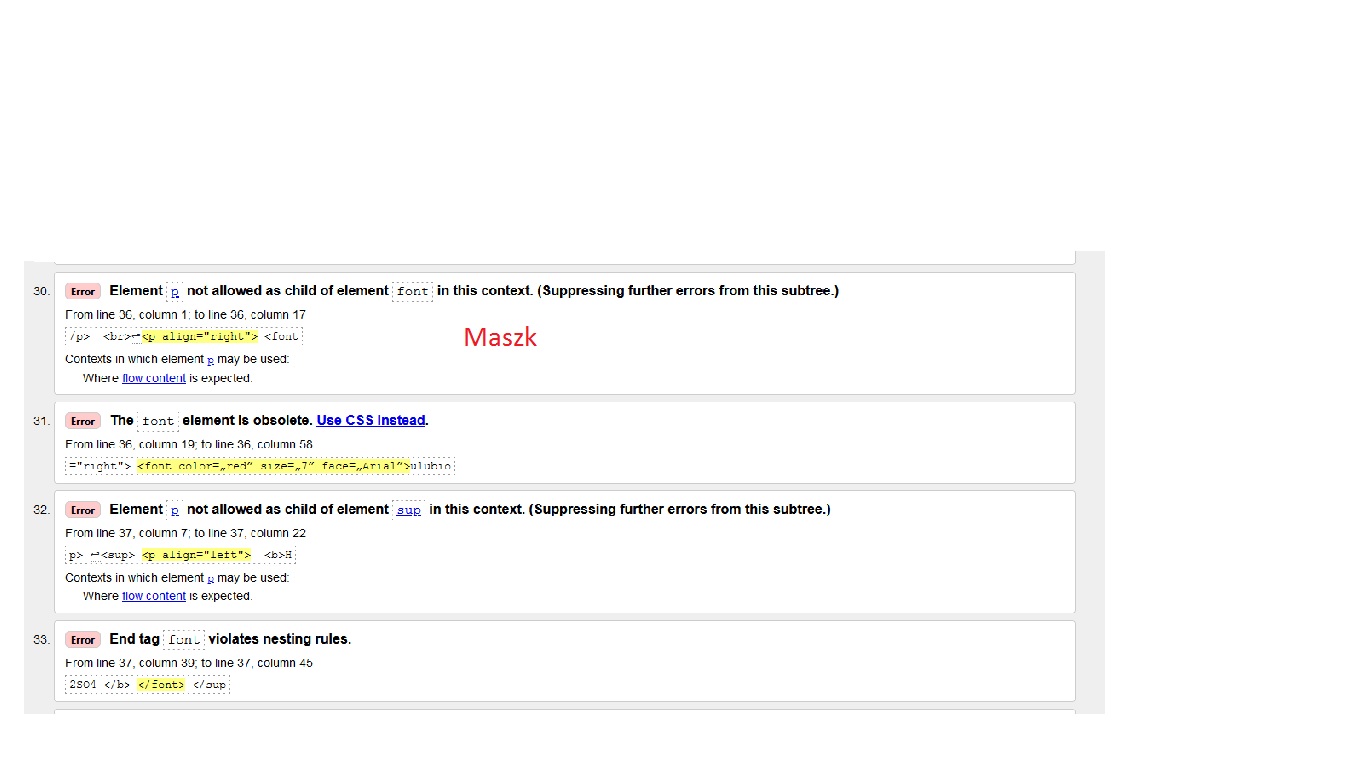 30. Error Element p not allowed as child of element font in this context. (Suppressing further errors from this subtree.)
From line 36, column 1; to line 36, column 17
/p> <br>↩<p align="right"> <font
Maszk
Contexts in which element p may be used:
Where flow content is expected.
31. Error The font element is obsolete. Use CSS instead.
From line 36, column 19; to line 36, column 58
="right"> <font color=„red” size=„7” face=„Arial”>ulubio
32. Error Element p not allowed as child of element sup in this context. (Suppressing further errors from this subtree.)
From line 37, column 7; to line 37, column 22
p> ↩<sup> <p align="left"> <b>H
Contexts in which element p may be used:
Where flow content is expected.
33. Error End tag font violates nesting rules.
From line 37, column 39; to line 37, column 45
2SO4 </b> </font> </sup